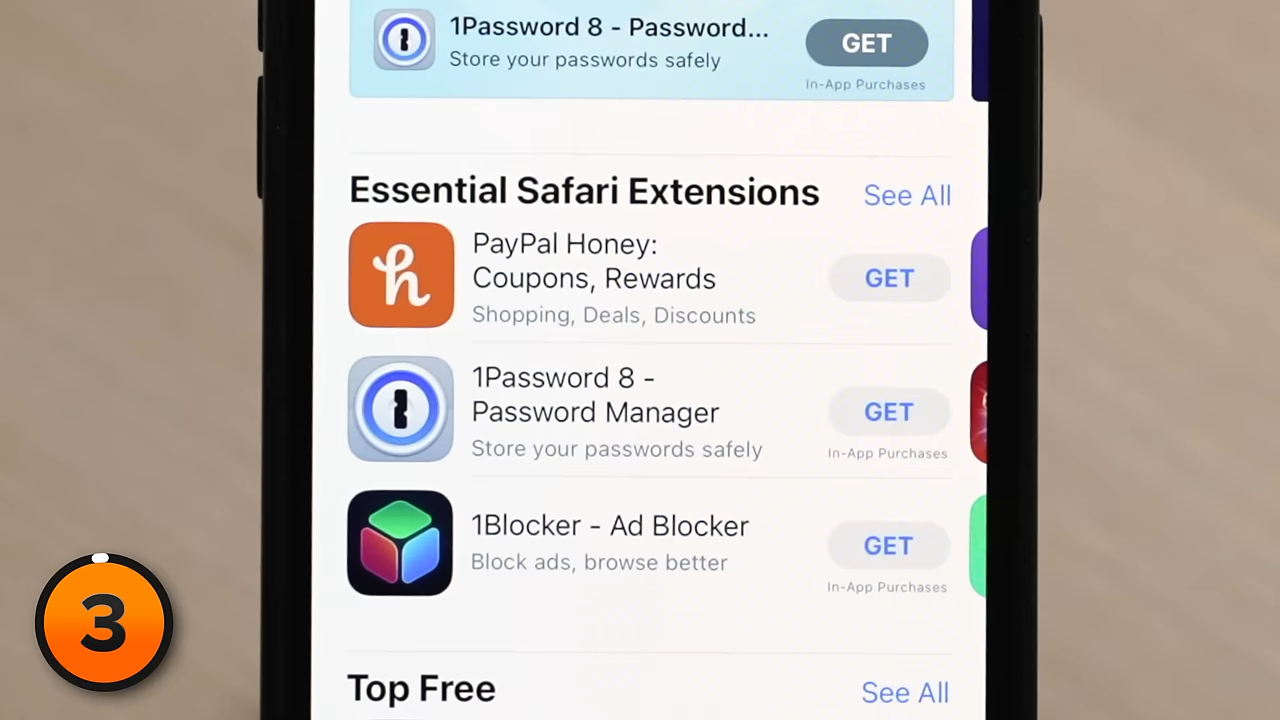 1Password 8 - Password...
GET
Store your passwords safely
In-App Purchases
Essential Safari Extensions
See All
h
PayPal Honey:
Coupons, Rewards
GET
Shopping, Deals, Discounts
1Password 8 -
Password Manager
GET
Store your passwords safely
In-App Purchases
1Blocker - Ad Blocker
GET
Block ads, browse better
In-App Purchases
3
Top Free
See All